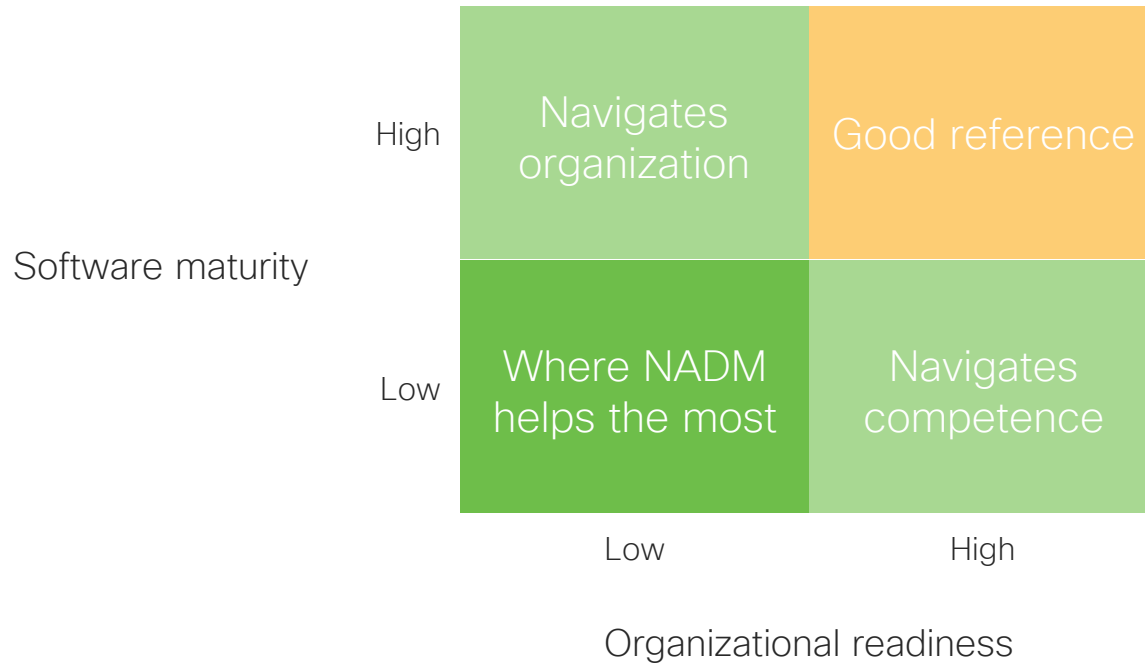 High
Navigates
organization
Good reference
Software maturity
Low
Where NADM
helps the most
Navigates
competence
Low
High
Organizational readiness